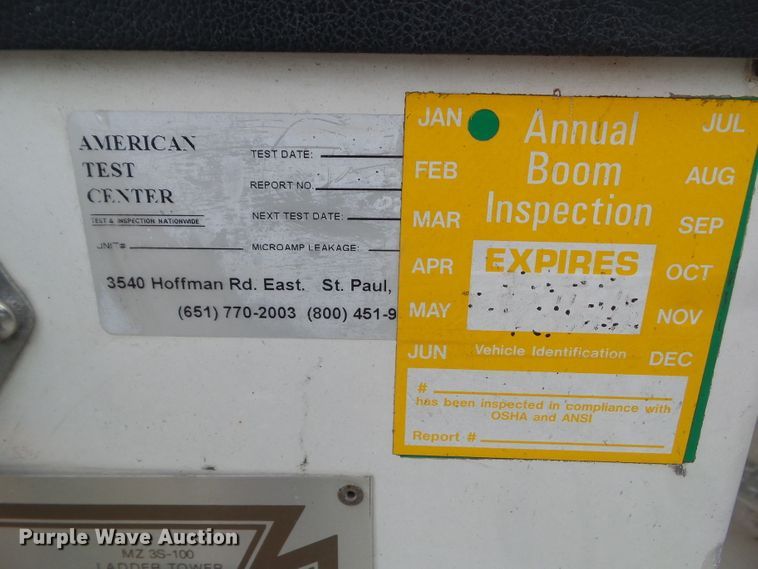 AMERICAN
TEST
CENTER
TEST & INSPECTION NATIONWIDE
UNIT#
TEST DATE:
REPORT NO.
NEXT TEST DATE:
MICROAMP LEAKAGE:
3540 Hoffman Rd. East. St. Paul,
(651) 770-2003 (800) 451-9
JAN
FEB
MAR
APR
MAY
JUN
Annual
Boom
Inspection
EXPIRES
JUL
AUG
SEP
OCT
NOV
DEC
Vehicle Identification
#
has been inspected in compliance with
OSHA and ANSI
Report #
MZ 3S-100
LADDER TOWER
Purple Wave Auction